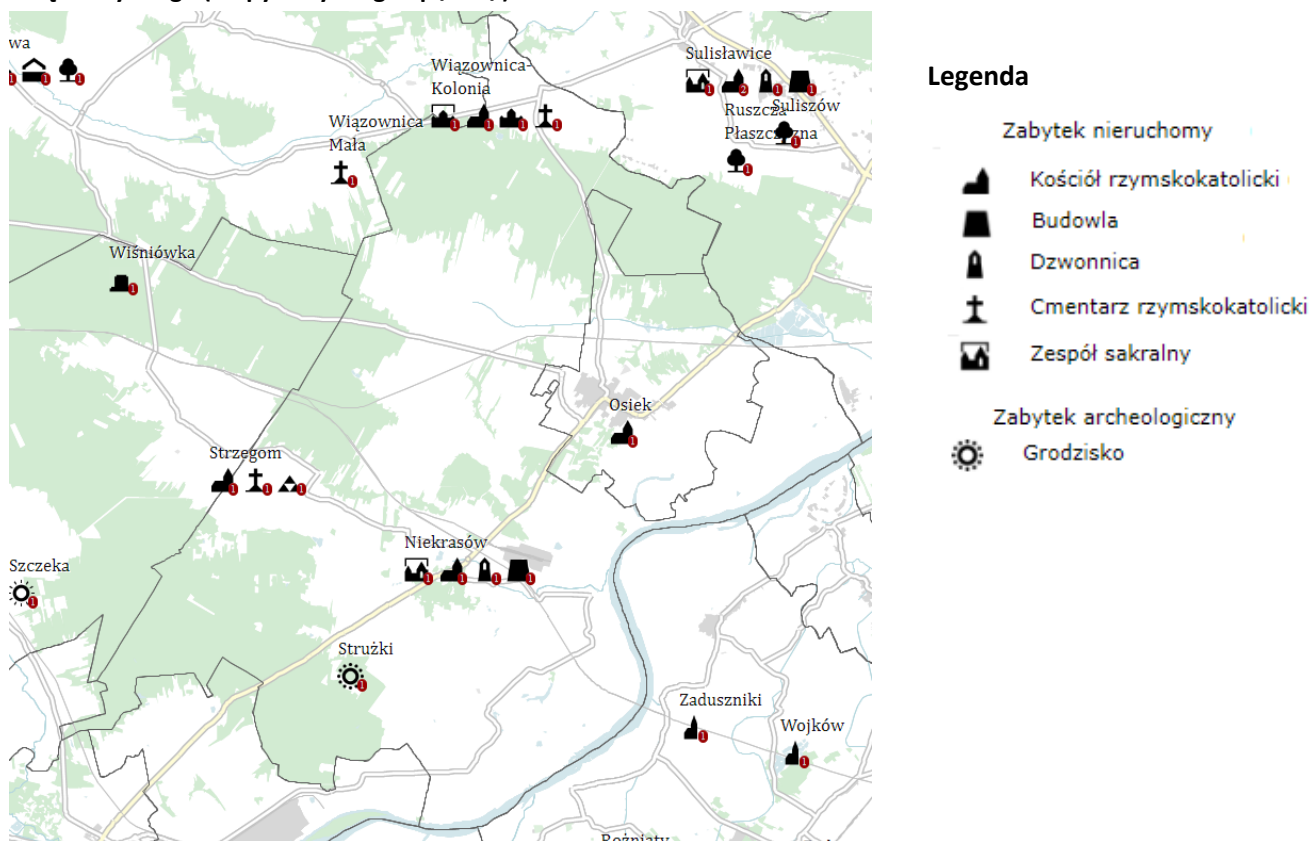 wa
Wiązownica-
Kolonia
Sulisławice
Wiązownica
Mała
Ruszcza
Suliszów
Wiśniówka
Osiek
Strzegom
Niekrasów
Szczeka
Strużki
Zaduszniki
Wojków
Legenda
Zabytek nieruchomy
Kościół rzymskokatolicki
Budowla
Dzwonnica
Cmentarz rzymskokatolicki
Zespół sakralny
Zabytek archeologiczny
Grodzisko